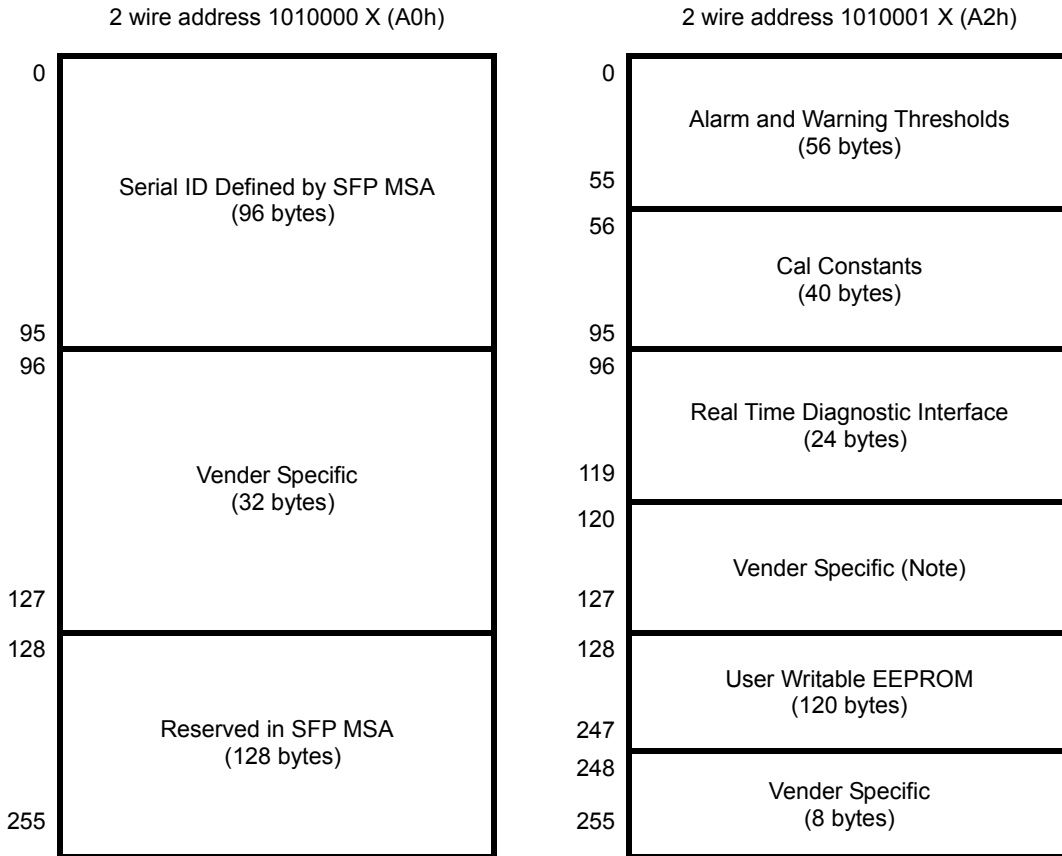 2 wire address 1010000 X (A0h)
0
Serial ID Defined by SFP MSA
(96 bytes)
95
96
Vender Specific
(32 bytes)
127
128
Reserved in SFP MSA
(128 bytes)
255
2 wire address 1010001 X (A2h)
0
Alarm and Warning Thresholds
(56 bytes)
55
56
Cal Constants
(40 bytes)
95
96
Real Time Diagnostic Interface
(24 bytes)
119
120
Vender Specific (Note)
127
128
User Writable EEPROM
(120 bytes)
247
248
Vender Specific
(8 bytes)
255